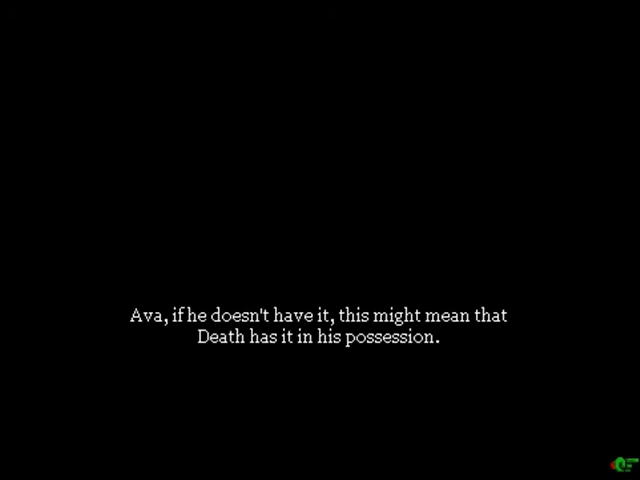 Ava, if he doesn't have it, this might mean that
Death has it in his possession.